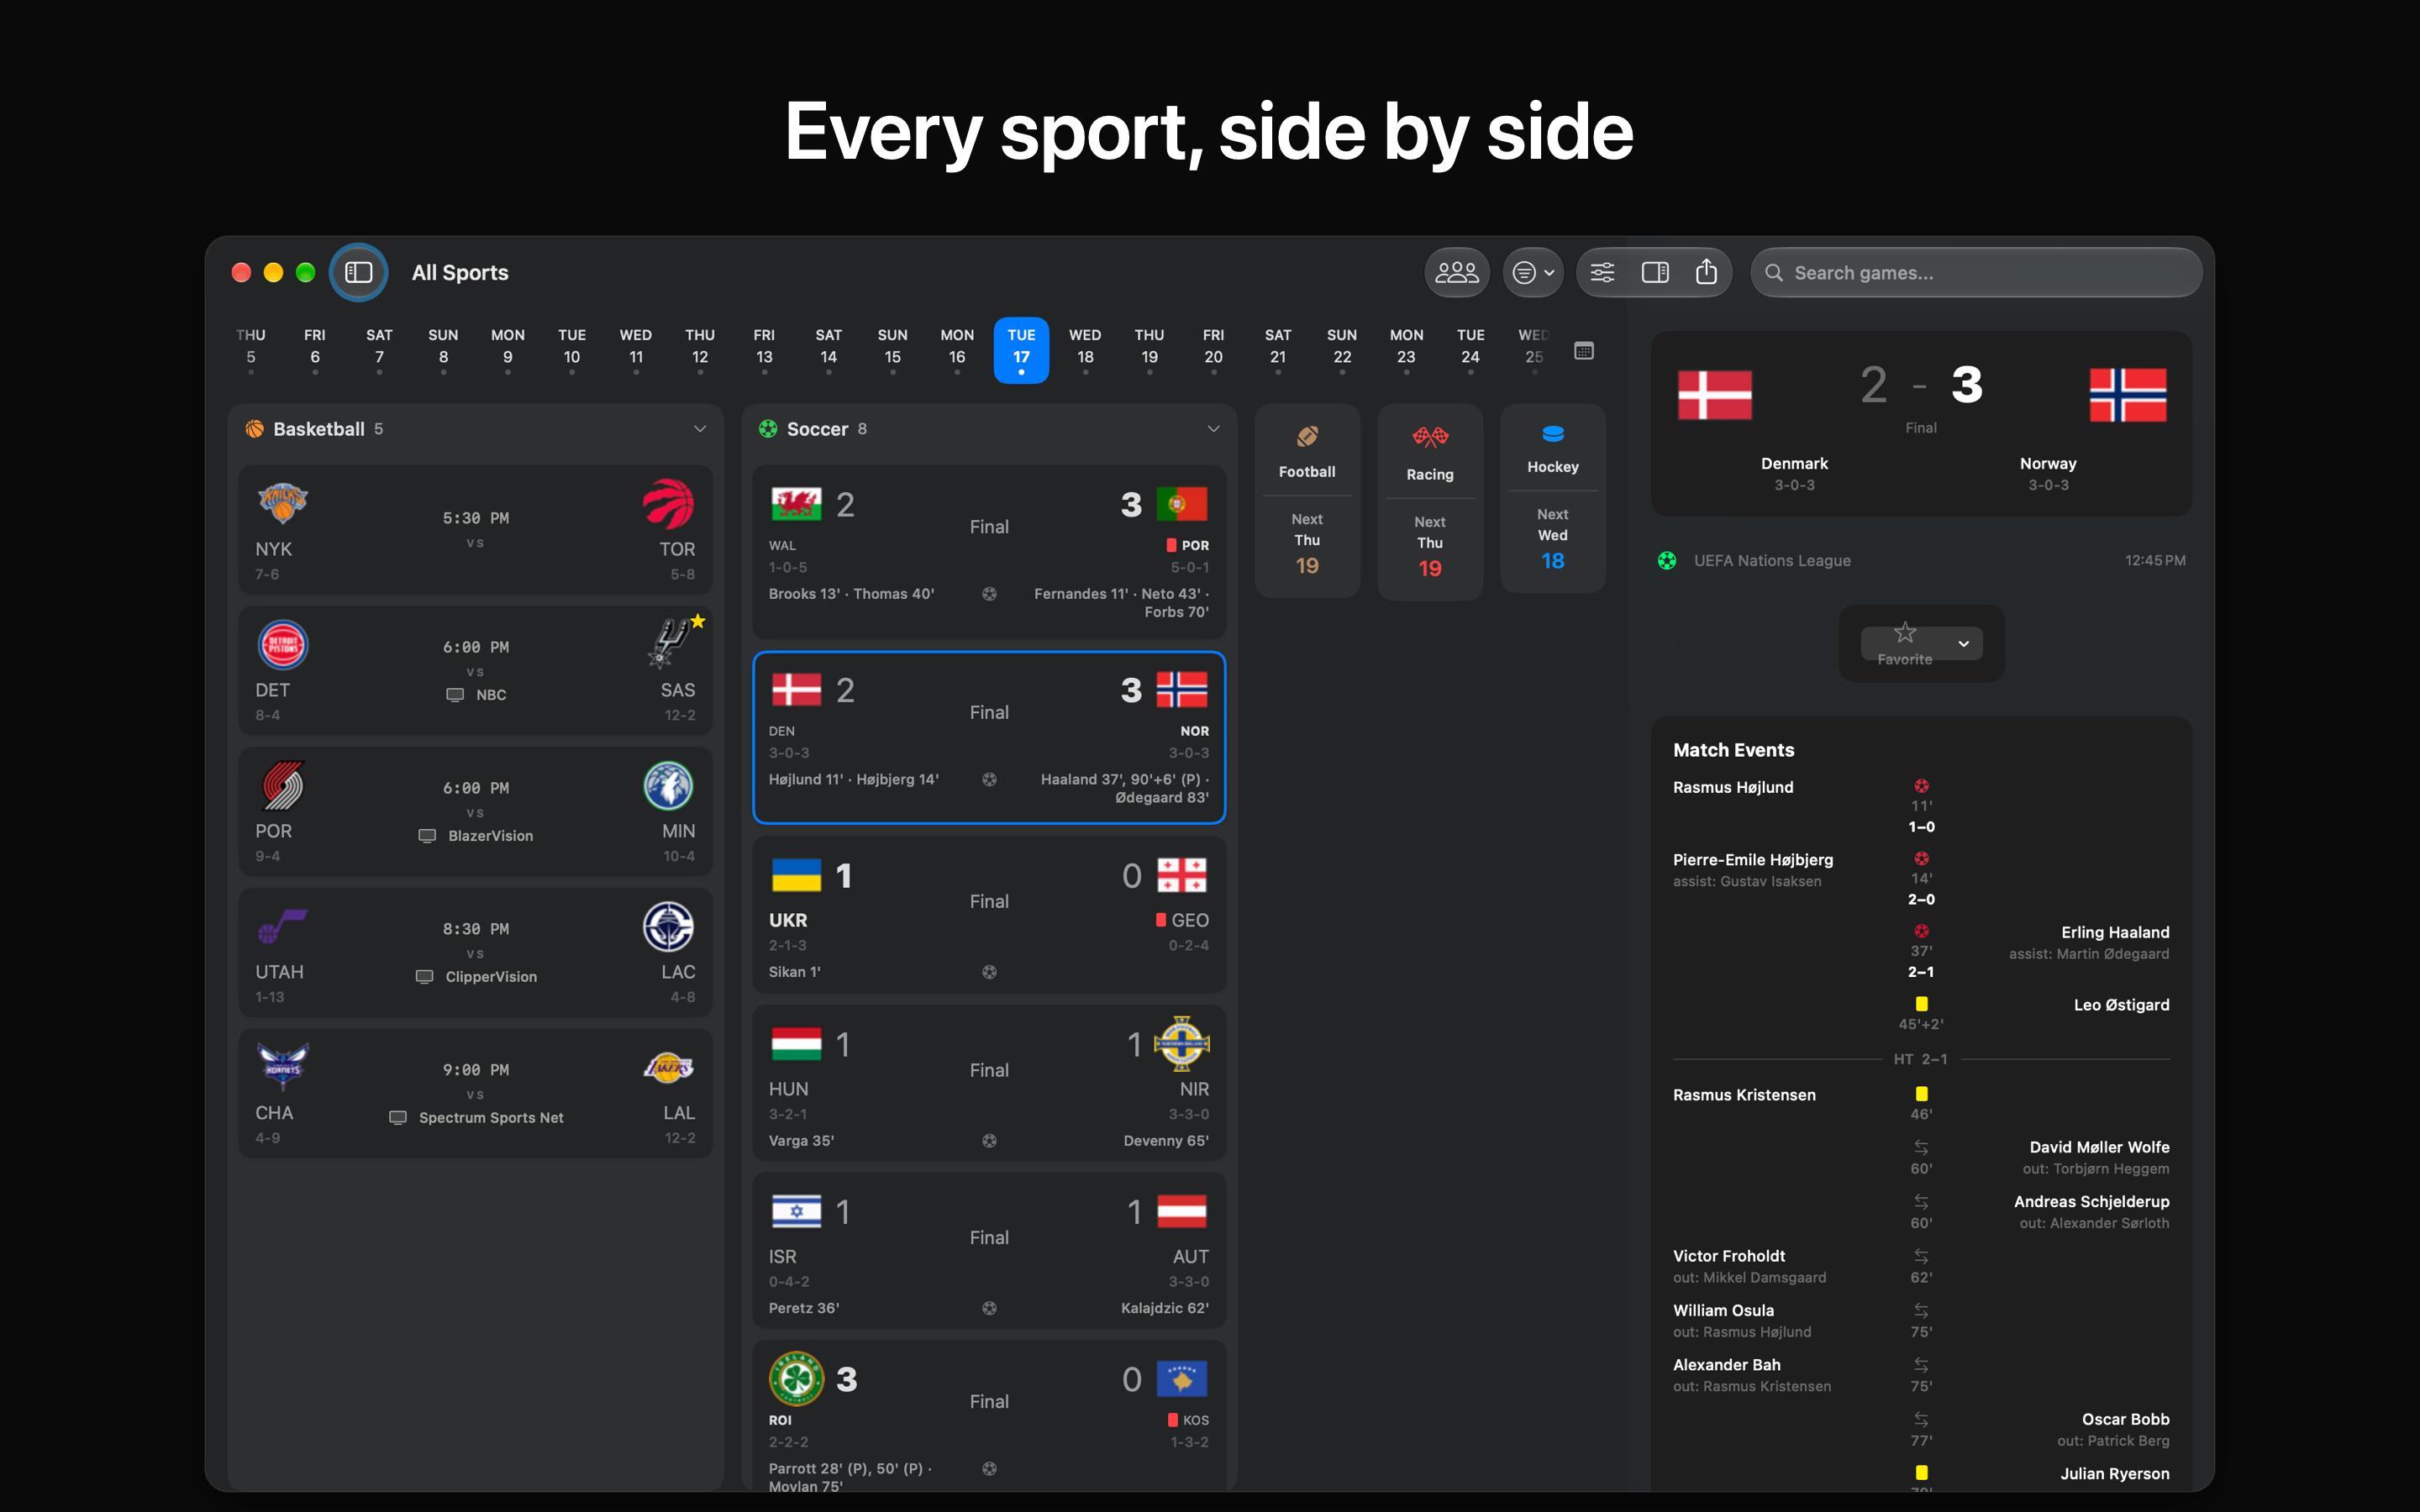 Every sport, side by side
All Sports
Search games...
THU FRI SAT SUN MON TUE WED THU FRI SAT SUN MON TUE WED THU FRI SAT SUN MON TUE WED
5 6 7 8 9 10 11 12 13 14 15 16 17 18 19 20 21 22 23 24 25
Basketball 5
5:30 PM
vs
NYK TOR
7-6 5-8
DETROIT
PISTONS
6:00 PM
vs
NBC
DET SAS
8-4 12-2
6:00 PM
vs
BlazerVision
POR MIN
9-4 10-4
8:30 PM
vs
ClipperVision
UTAH LAC
1-13 4-8
HORNETS
LAKERS
9:00 PM
vs
Spectrum Sports Net
CHA LAL
4-9 12-2
Soccer 8
2 Final 3
WAL POR
1-0-5 5-0-1
Brooks 13' · Thomas 40' Fernandes 11' · Neto 43' ·
Forbs 70'
2 Final 3
DEN NOR
3-0-3 3-0-3
Højlund 11' · Højbjerg 14' Haaland 37', 90'+6' (P) ·
Ødegaard 83'
1 Final 0
UKR GEO
2-1-3 0-2-4
Sikan 1'
1 Final 1
HUN NIR
3-2-1 3-3-0
Varga 35' Devenny 65'
1 Final 1
ISR AUT
0-4-2 3-3-0
Peretz 36' Kalajdzic 62'
3 Final 0
ROI KOS
2-2-2 1-3-2
Parrott 28' (P), 50' (P) ·
Moylan 75'
Football
Next
Thu
19
Racing
Next
Thu
19
Hockey
Next
Wed
18
2 - 3
Final
Denmark Norway
3-0-3 3-0-3
UEFA Nations League 12:45 PM
Favorite
Match Events
Rasmus Højlund
11'
1–0
Pierre-Emile Højbjerg
assist: Gustav Isaksen
14'
2–0
Erling Haaland
assist: Martin Ødegaard
37'
2–1
Leo Østigard
45'+2'
HT 2–1
Rasmus Kristensen
46'
David Møller Wolfe
60' out: Torbjørn Heggem
Andreas Schjelderup
60' out: Alexander Sørloth
Victor Froholdt
out: Mikkel Damsgaard 62'
William Osula
out: Rasmus Højlund 75'
Alexander Bah
out: Rasmus Kristensen 75'
Oscar Bobb
77' out: Patrick Berg
Julian Ryerson